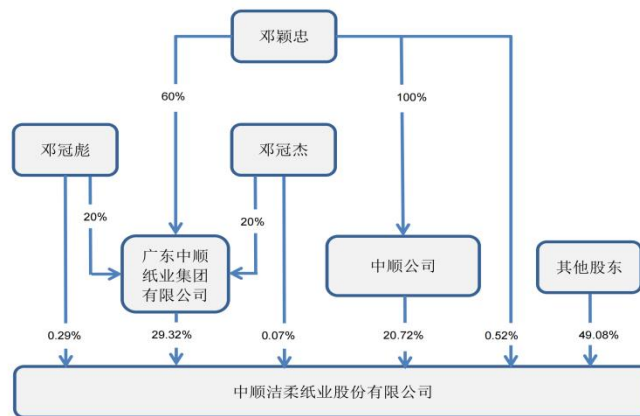 邓颖忠
60%
100%
邓冠彪
邓冠杰
20%
20%
广东中顺
纸业集团
有限公司
中顺公司
其他股东
0.29%
29.32%
0.07%
20.72%
0.52%
49.08%
中顺洁柔纸业股份有限公司